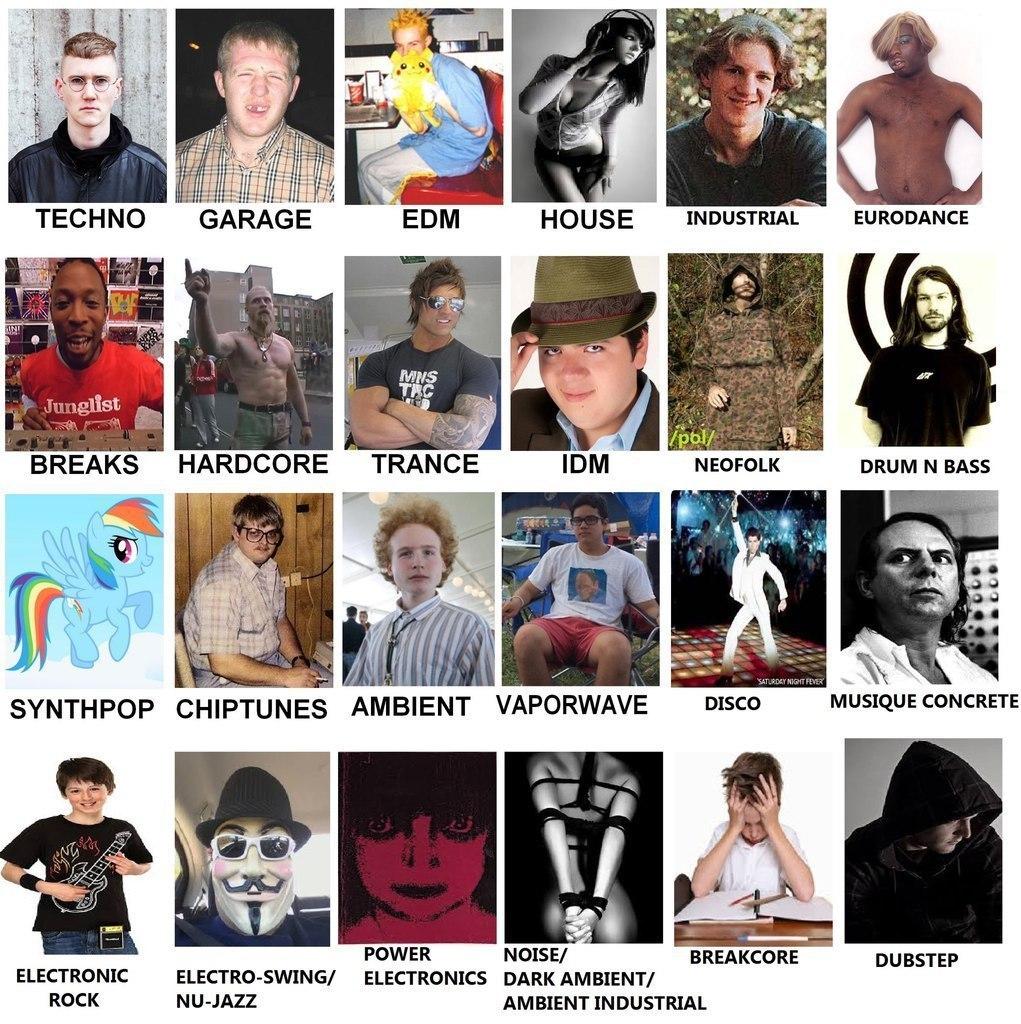 TECHNO
GARAGE
EDM
HOUSE
INDUSTRIAL
EURODANCE
Junglist
MNS
TRC
/pol/
BREAKS
HARDCORE
TRANCE
IDM
NEOFOLK
DRUM N BASS
'SATURDAY NIGHT FEVER'
SYNTHPOP
CHIPTUNES
AMBIENT
VAPORWAVE
DISCO
MUSIQUE CONCRETE
ELECTRONIC
ROCK
ELECTRO-SWING/
NU-JAZZ
POWER
ELECTRONICS
NOISE/
DARK AMBIENT/
AMBIENT INDUSTRIAL
BREAKCORE
DUBSTEP